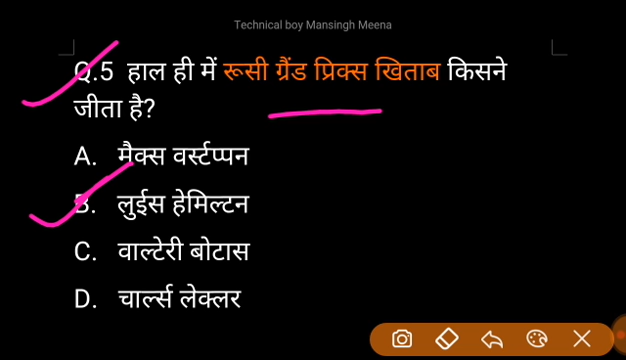 Technical boy Mansingh Meena
Q.5 हाल ही में रूसी ग्रैंड प्रिक्स खिताब किसने
जीता है?
A. मैक्स वर्स्टप्पन
B. लुईस हेमिल्टन
C. वाल्टेरी बोटास
D. चार्ल्स लेक्लर